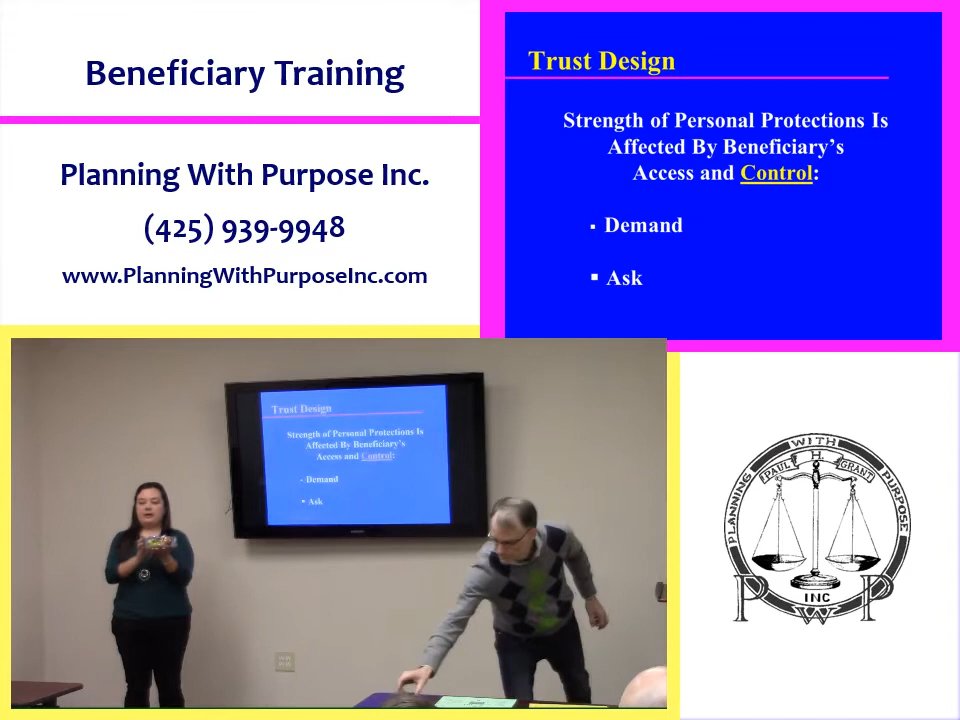 Beneficiary Training
Planning With Purpose Inc.
(425) 939-9948
www.PlanningWithPurposeInc.com
Trust Design
Strength of Personal Protections Is
Affected By Beneficiary's
Access and Control:
▪ Demand
▪ Ask
Trust Design
Strength of Personal Protections Is
Affected By Beneficiary's
Access and Control:
- Demand
▪ Ask
PLANNING WITH PURPOSE
PAUL H. GRANT
INC
PWP